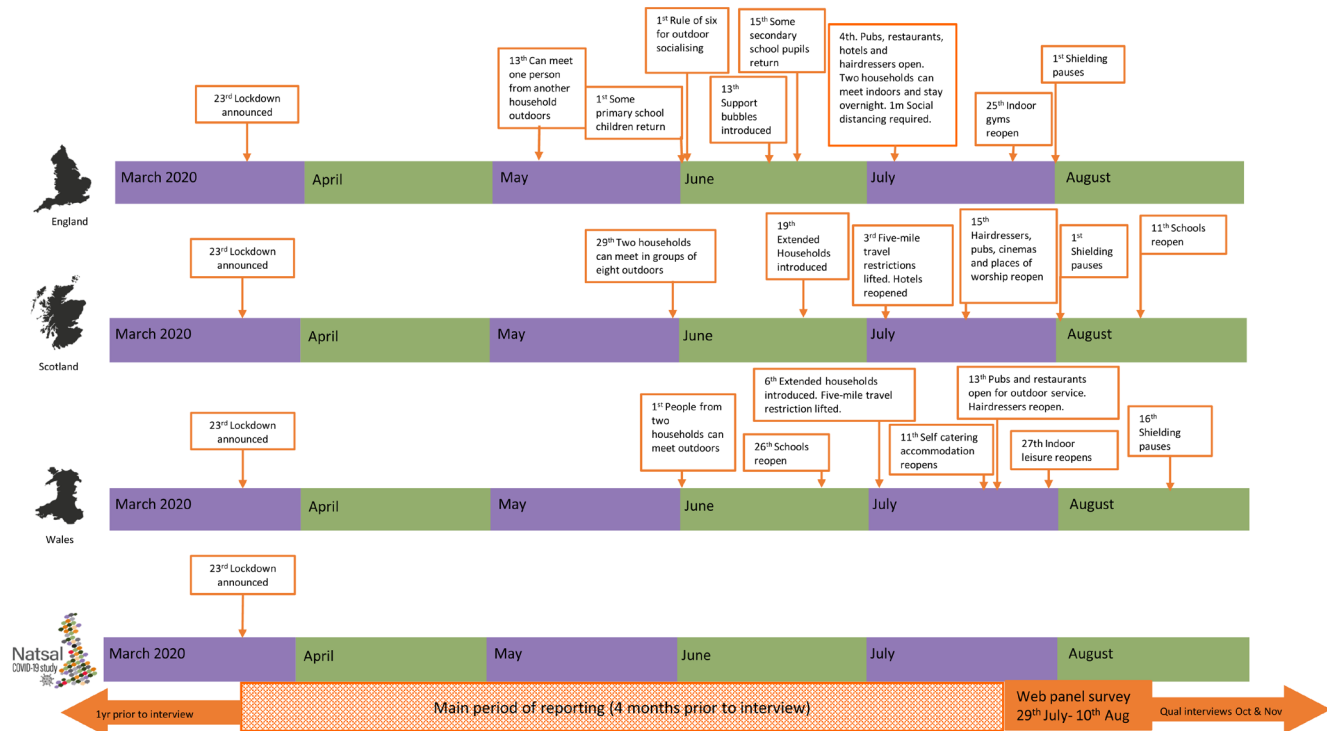 1st Rule of six
for outdoor
socialising
15th Some
secondary
school pupils
return
4th. Pubs, restaurants,
hotels and
hairdressers open.
Two households can
meet indoors and stay
overnight. 1m Social
distancing required.
13th Can meet
one person
from another
household
outdoors
1st Shielding
pauses
23rd Lockdown
announced
1st Some
primary school
children return
13th
Support
bubbles
introduced
25th Indoor
gyms
reopen
March 2020
April
May
June
July
August
England
23rd Lockdown
announced
29th Two households
can meet in groups of
eight outdoors
19th
Extended
Households
introduced
3rd Five-mile
travel
restrictions
lifted. Hotels
reopened
15th
Hairdressers,
pubs, cinemas
and places of
worship reopen
1st
Shielding
pauses
11th Schools
reopen
March 2020
April
May
June
July
August
Scotland
23rd Lockdown
announced
1st People from
two
households can
meet outdoors
26th Schools
reopen
6th Extended households
introduced. Five-mile travel
restriction lifted.
11th Self catering
accommodation
reopens
13th Pubs and restaurants
open for outdoor service.
Hairdressers reopen.
27th Indoor
leisure reopens
16th
Shielding
pauses
March 2020
April
May
June
July
August
Wales
23rd Lockdown
announced
Natsal
COVID-19 study
March 2020
April
May
June
July
August
1yr prior to interview
Main period of reporting (4 months prior to interview)
Web panel survey
29th July- 10th Aug
Qual interviews Oct & Nov